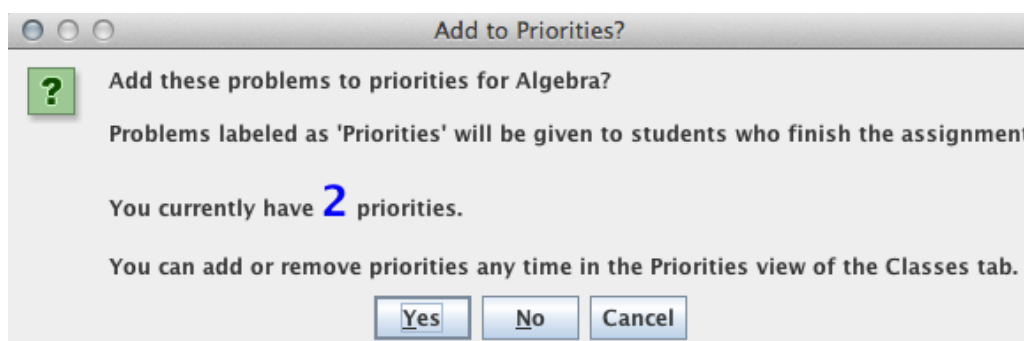 Add to Priorities?
Add these problems to priorities for Algebra?
Problems labeled as 'Priorities' will be given to students who finish the assignment
You currently have 2 priorities.
You can add or remove priorities any time in the Priorities view of the Classes tab.
Yes No Cancel